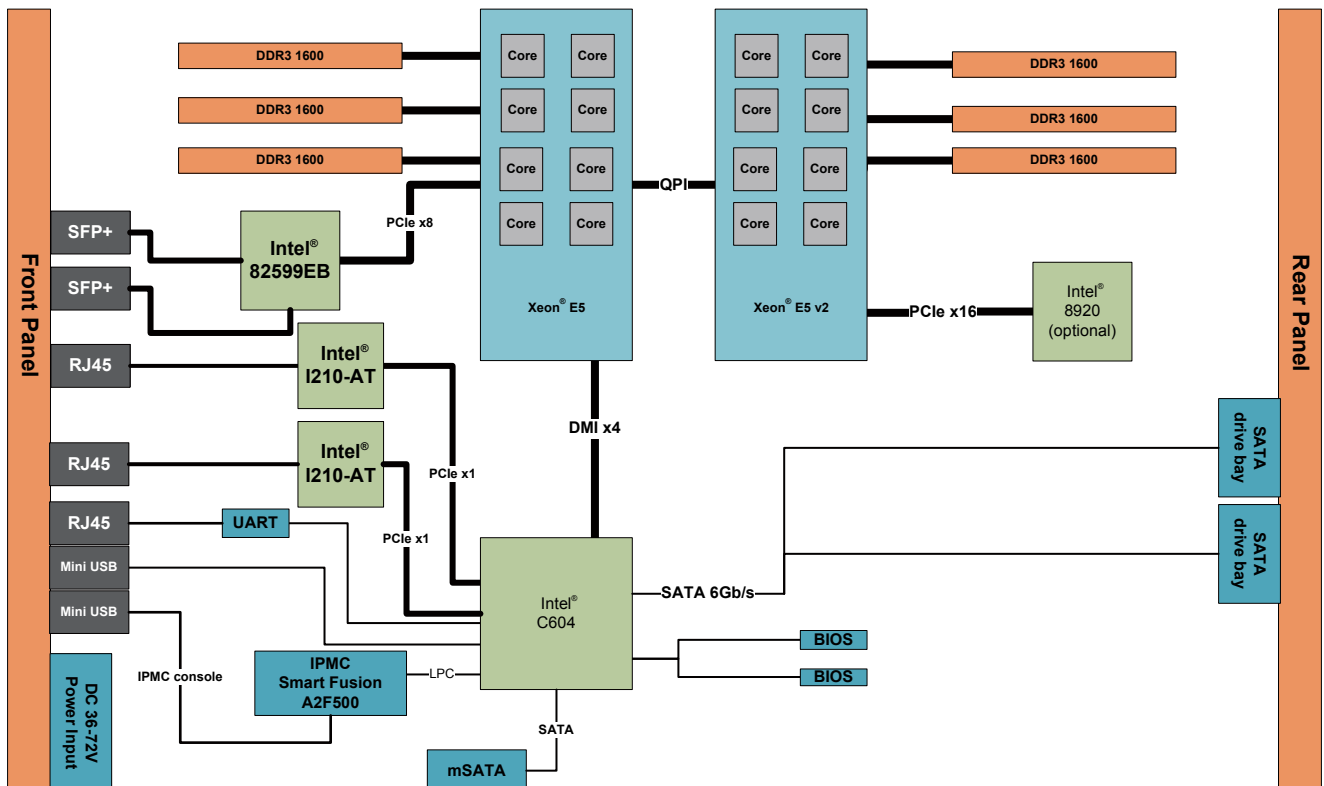 Front Panel
DDR3 1600
DDR3 1600
DDR3 1600
Core
Core
Core
Core
Core
Core
Core
Core
Xeon® E5
QPI
Core
Core
Core
Core
Core
Core
Core
Core
Xeon® E5 v2
DDR3 1600
DDR3 1600
DDR3 1600
Rear Panel
SFP+
SFP+
Intel®
82599EB
PCIe x8
PCIe x16
Intel®
8920
(optional)
RJ45
Intel®
I210-AT
RJ45
Intel®
I210-AT
PCIe x1
PCIe x1
DMI x4
SATA
drive bay
SATA
drive bay
RJ45
UART
Mini USB
Mini USB
Intel®
C604
SATA 6Gb/s
BIOS
BIOS
DC 36-72V
Power Input
IPMC console
IPMC
Smart Fusion
A2F500
LPC
SATA
mSATA